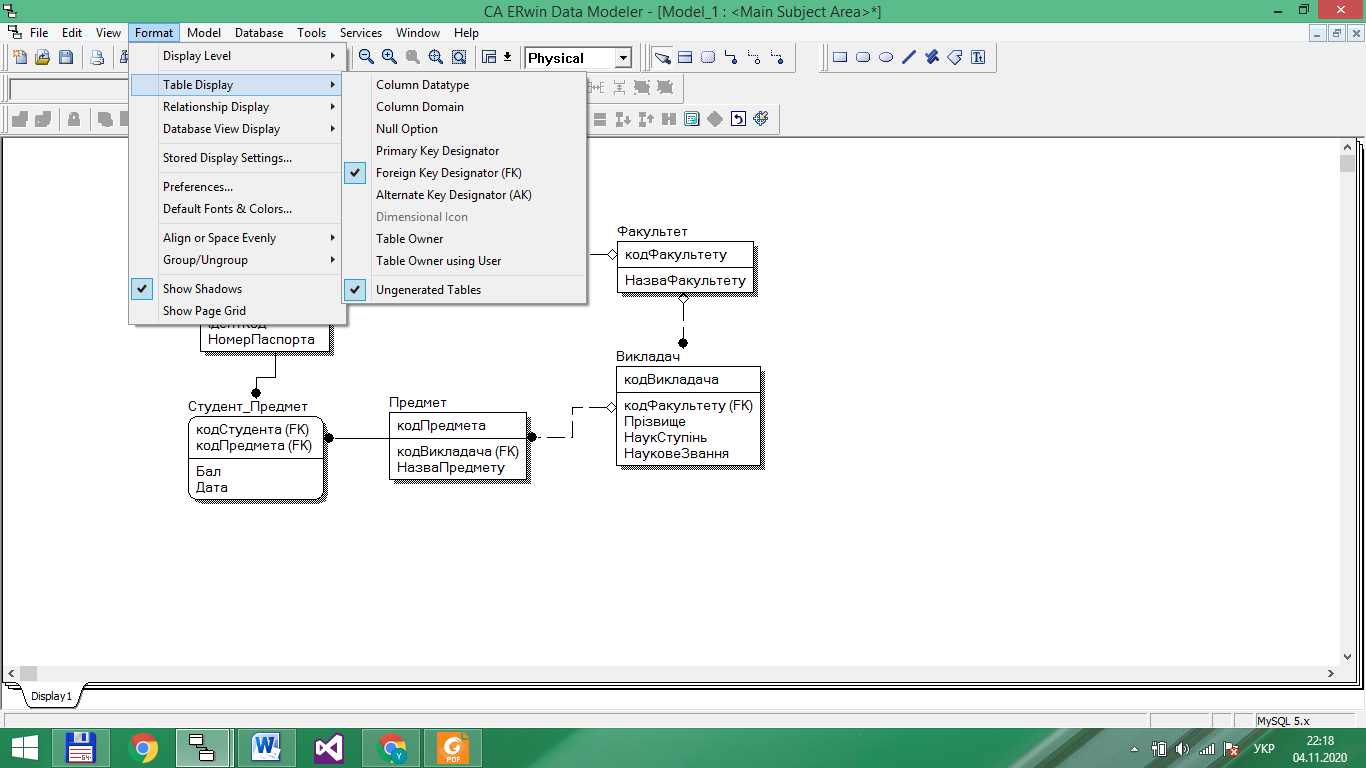 CA ERwin Data Modeler - [Model_1 : <Main Subject Area>*]
File Edit View Format Model Database Tools Services Window Help
Physical
Display Level
Table Display
Relationship Display
Database View Display
Stored Display Settings...
Preferences...
Default Fonts & Colors...
Align or Space Evenly
Group/Ungroup
Show Shadows
Show Page Grid
Column Datatype
Column Domain
Null Option
Primary Key Designator
Foreign Key Designator (FK)
Alternate Key Designator (AK)
Dimensional Icon
Table Owner
Table Owner using User
Ungenerated Tables
Факультет
кодФакультету
НазваФакультету
НомерПаспорта
Викладач
кодВикладача
кодФакультету (FK)
Прізвище
НаукСтупінь
НауковеЗвання
Студент_Предмет
кодСтудента (FK)
кодПредмета (FK)
Бал
Дата
Предмет
кодПредмета
кодВикладача (FK)
НазваПредмету
Display1
MySQL 5.x
64
PDF
Y
УКР
22:18
04.11.2020